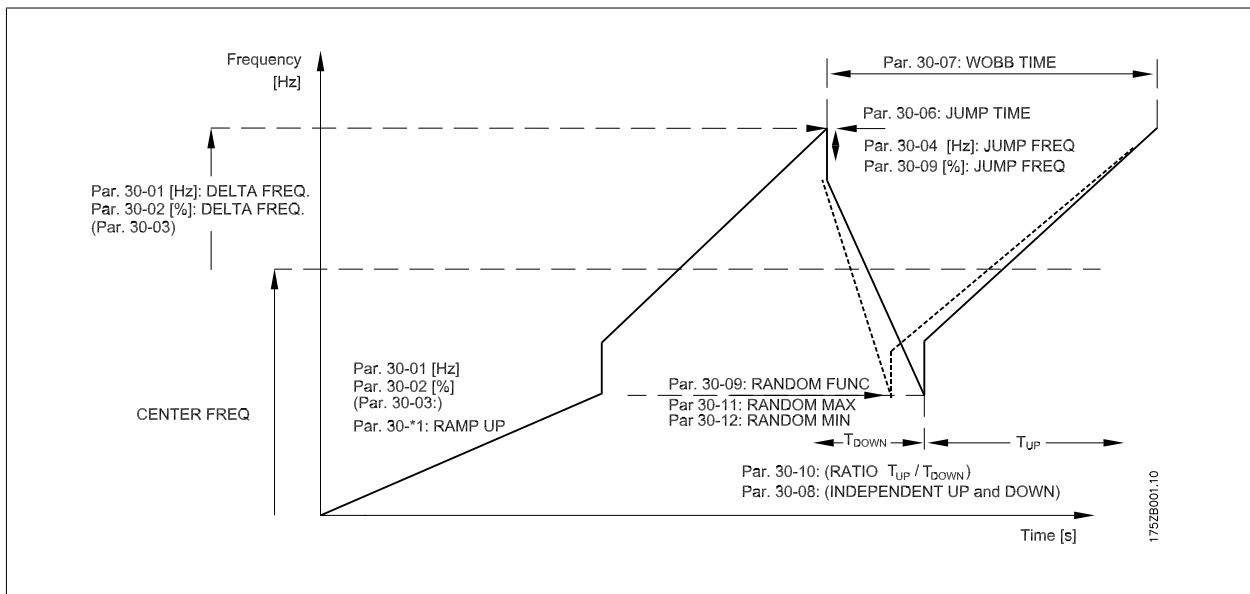 Frequency
[Hz]
Par. 30-07: WOBB TIME
Par. 30-06: JUMP TIME
Par. 30-04 [Hz]: JUMP FREQ
Par. 30-09 [%]: JUMP FREQ
Par. 30-01 [Hz]: DELTA FREQ.
Par. 30-02 [%]: DELTA FREQ.
(Par. 30-03)
Par. 30-01 [Hz]
Par. 30-02 [%]
(Par. 30-03:)
Par. 30-*1: RAMP UP
CENTER FREQ
Par. 30-09: RANDOM FUNC
Par 30-11: RANDOM MAX
Par 30-12: RANDOM MIN
TDOWN
TUP
Par. 30-10: (RATIO TUP / TDOWN)
Par. 30-08: (INDEPENDENT UP and DOWN)
Time [s]
175ZB001.10